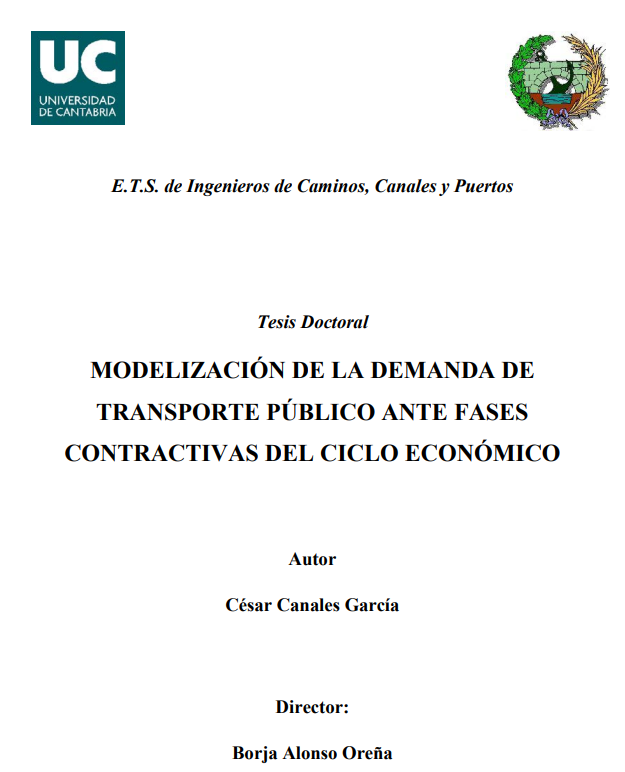 UC
UNIVERSIDAD
DE CANTABRIA
E.T.S. de Ingenieros de Caminos, Canales y Puertos
Tesis Doctoral
MODELIZACIÓN DE LA DEMANDA DE
TRANSPORTE PÚBLICO ANTE FASES
CONTRACTIVAS DEL CICLO ECONÓMICO
Autor
César Canales García
Director:
Borja Alonso Oreña